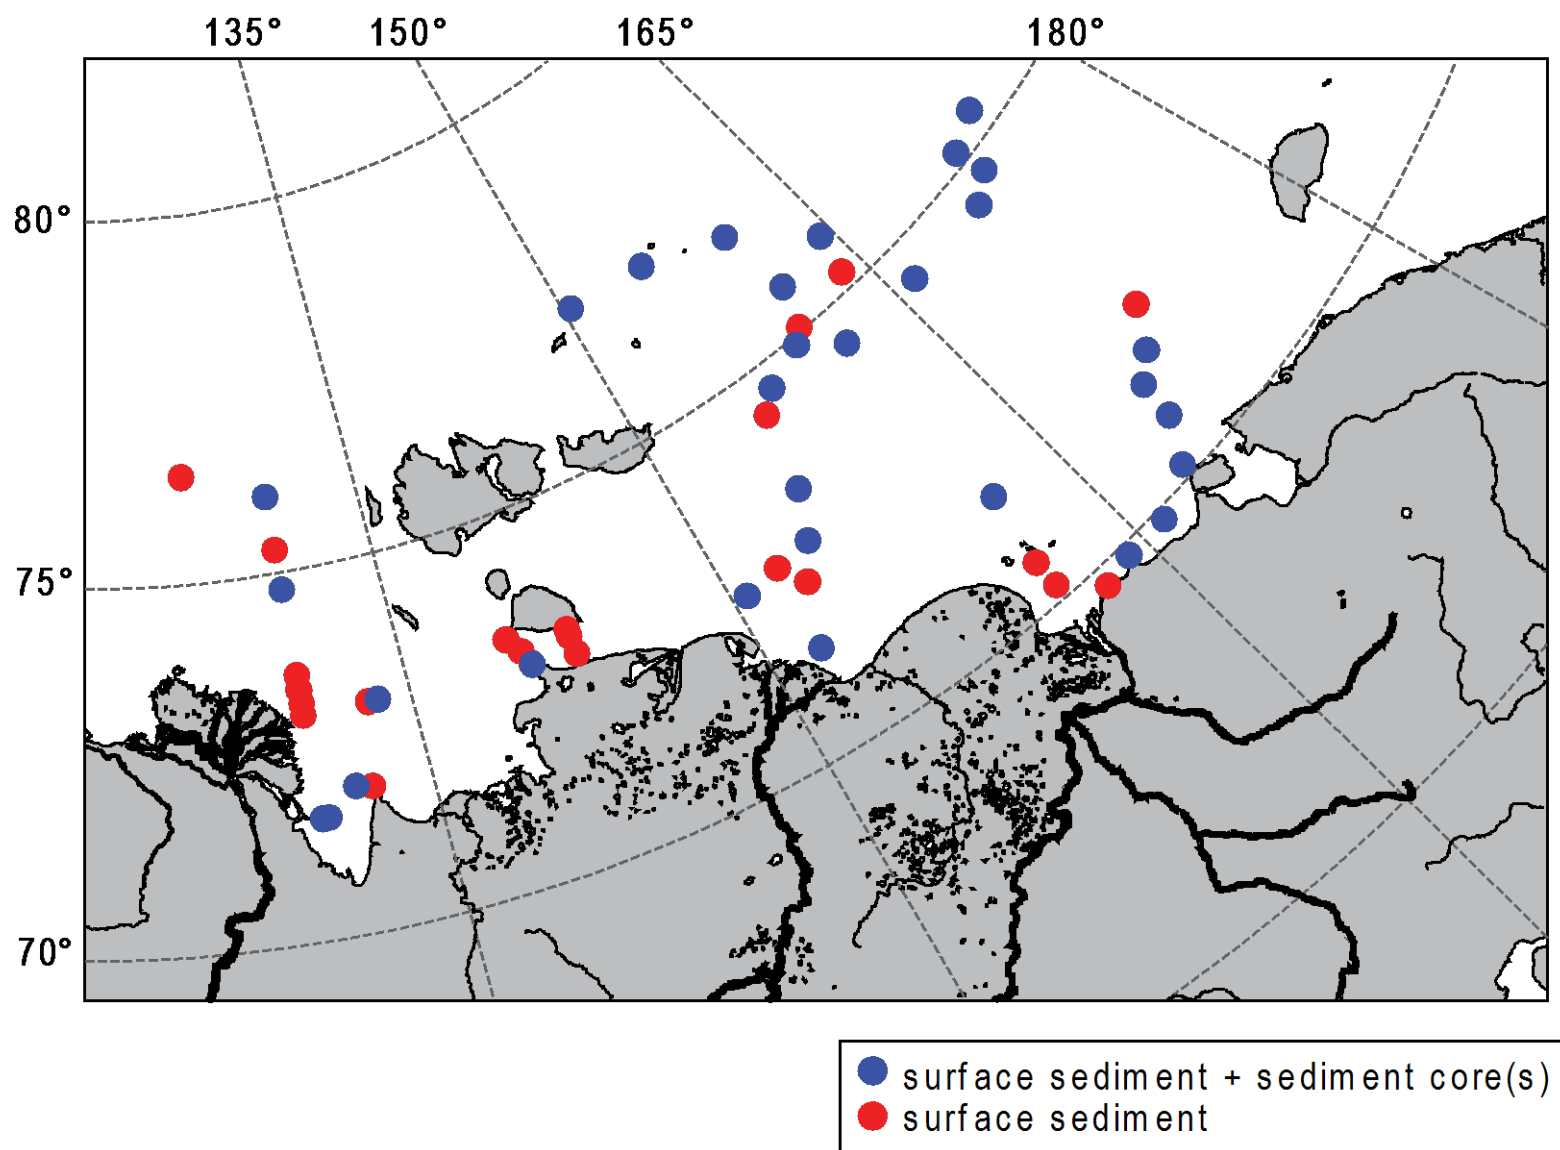 135° 150° 165° 180°
80°
75°
70°
surface sediment + sediment core(s)
surface sediment